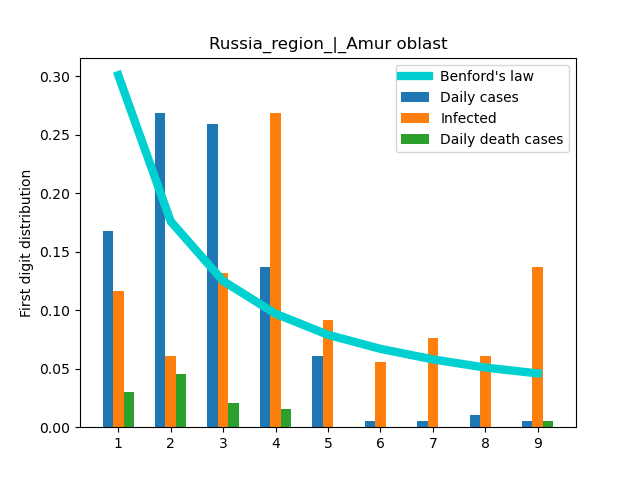 Russia_region_|_Amur oblast
Benford's law
Daily cases
Infected
Daily death cases
First digit distribution
0.30
0.25
0.20
0.15
0.10
0.05
0.00
1 2 3 4 5 6 7 8 9